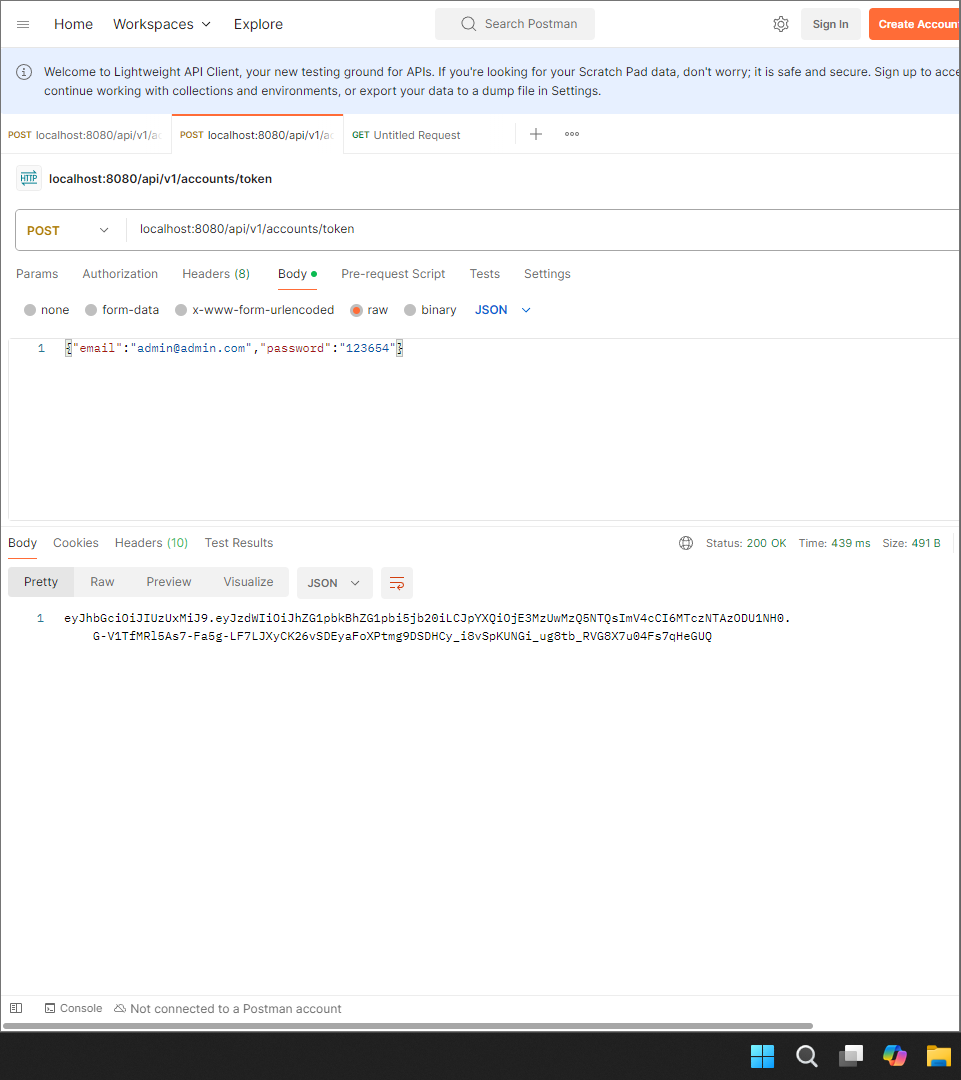 Home Workspaces Explore Search Postman Sign In Create Accoun
Welcome to Lightweight API Client, your new testing ground for APIs. If you're looking for your Scratch Pad data, don't worry; it is safe and secure. Sign up to acce
continue working with collections and environments, or export your data to a dump file in Settings.
POST localhost:8080/api/v1/ac POST localhost:8080/api/v1/ac GET Untitled Request
HTTP localhost:8080/api/v1/accounts/token
POST localhost:8080/api/v1/accounts/token
Params Authorization Headers (8) Body Pre-request Script Tests Settings
none form-data x-www-form-urlencoded raw binary JSON
1 {"email":"admin@admin.com","password":"123654"}
Body Cookies Headers (10) Test Results Status: 200 OK Time: 439 ms Size: 491 B
Pretty Raw Preview Visualize JSON
1 eyJhbGciOiJIUzUxMiJ9.eyJzdWIiOiJhZG1pbkBhZG1pbi5jb20iLCJpYXQiOjE3MzUwMzQ5NTQsImV4cCI6MTczNTAzODU1NH0.
G-V1TfMRl5As7-Fa5g-LF7LJXyCK26vSDEyaFoXPtmg9DSDHCy_i8vSpKUNGi_ug8tb_RVG8X7u04Fs7qHeGUQ
Console Not connected to a Postman account